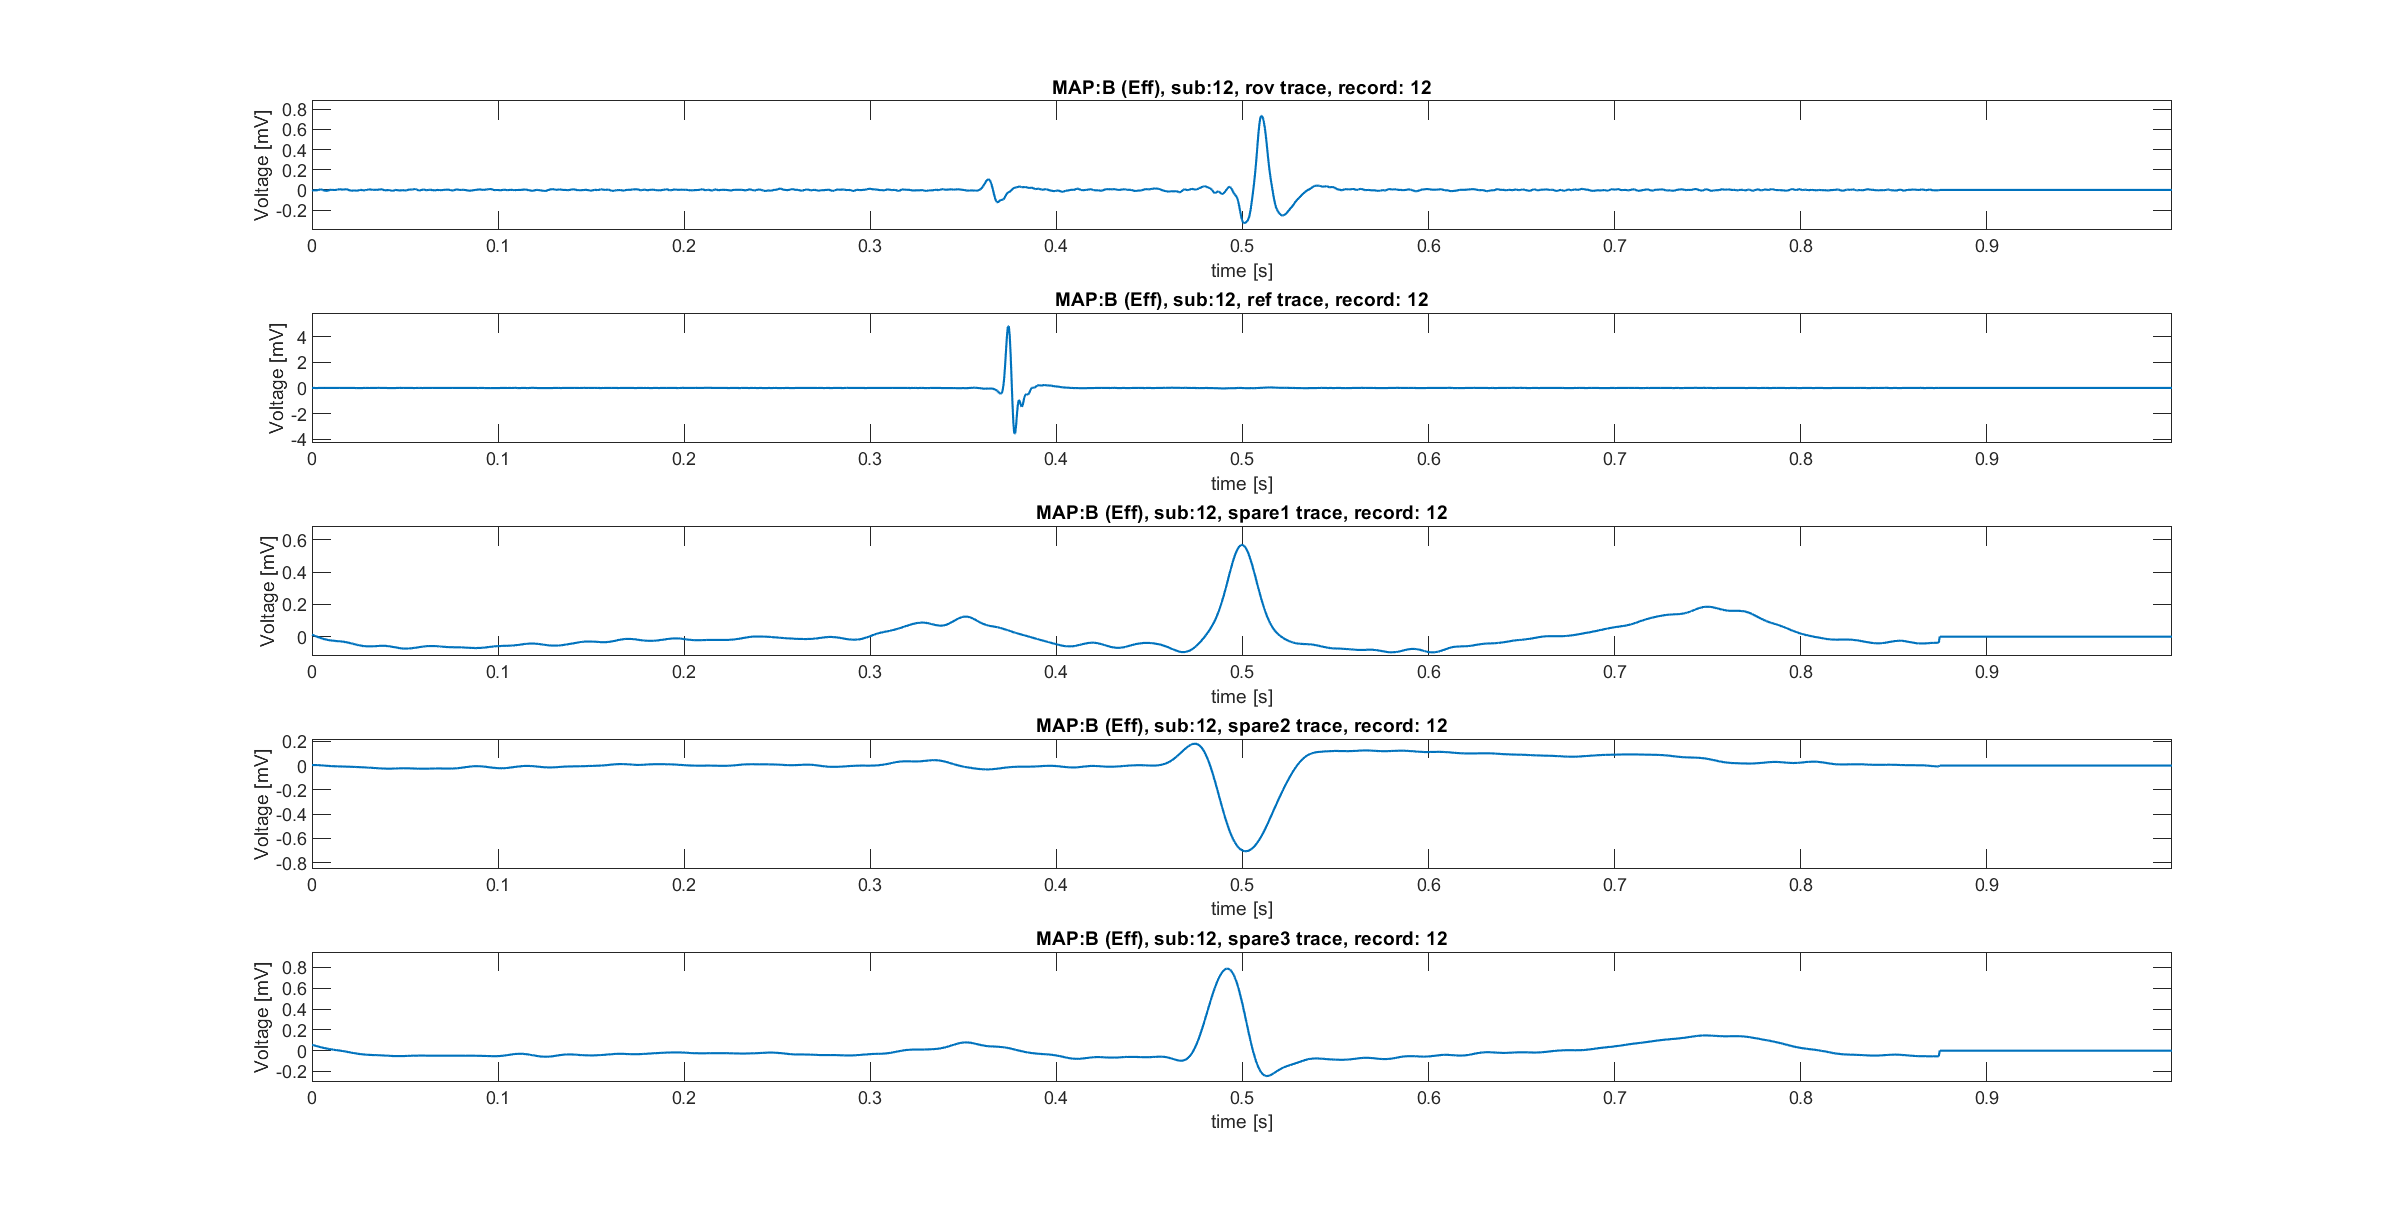 MAP:B (Eff), sub:12, rov trace, record: 12
Voltage [mV]
0.8
0.6
0.4
0.2
0
-0.2
0 0.1 0.2 0.3 0.4 0.5 0.6 0.7 0.8 0.9
time [s]
MAP:B (Eff), sub:12, ref trace, record: 12
Voltage [mV]
4
2
0
-2
-4
0 0.1 0.2 0.3 0.4 0.5 0.6 0.7 0.8 0.9
time [s]
MAP:B (Eff), sub:12, spare1 trace, record: 12
Voltage [mV]
0.6
0.4
0.2
0
0 0.1 0.2 0.3 0.4 0.5 0.6 0.7 0.8 0.9
time [s]
MAP:B (Eff), sub:12, spare2 trace, record: 12
Voltage [mV]
0.2
0
-0.2
-0.4
-0.6
-0.8
0 0.1 0.2 0.3 0.4 0.5 0.6 0.7 0.8 0.9
time [s]
MAP:B (Eff), sub:12, spare3 trace, record: 12
Voltage [mV]
0.8
0.6
0.4
0.2
0
-0.2
0 0.1 0.2 0.3 0.4 0.5 0.6 0.7 0.8 0.9
time [s]